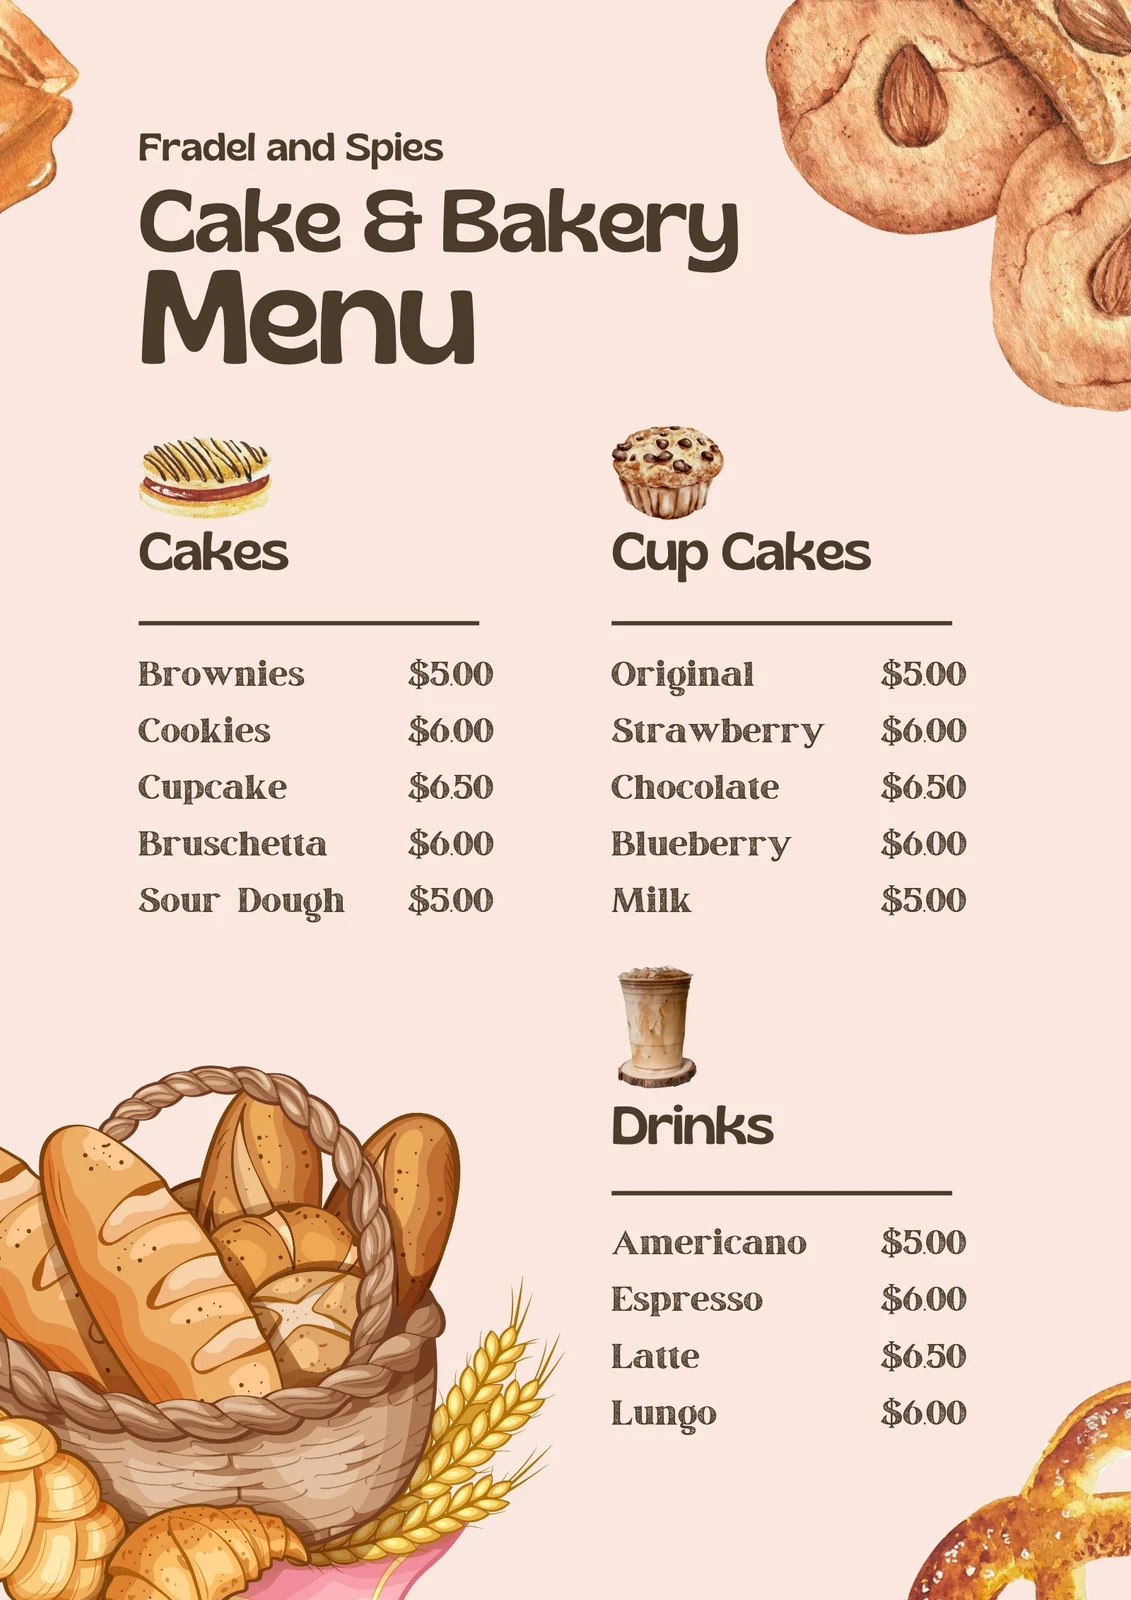 Fradel and Spies
Cake & Bakery
Menu
Cakes
Brownies $5.00
Cookies $6.00
Cupcake $6.50
Bruschetta $6.00
Sour Dough $5.00
Cup Cakes
Original $5.00
Strawberry $6.00
Chocolate $6.50
Blueberry $6.00
Milk $5.00
Drinks
Americano $5.00
Espresso $6.00
Latte $6.50
Lungo $6.00